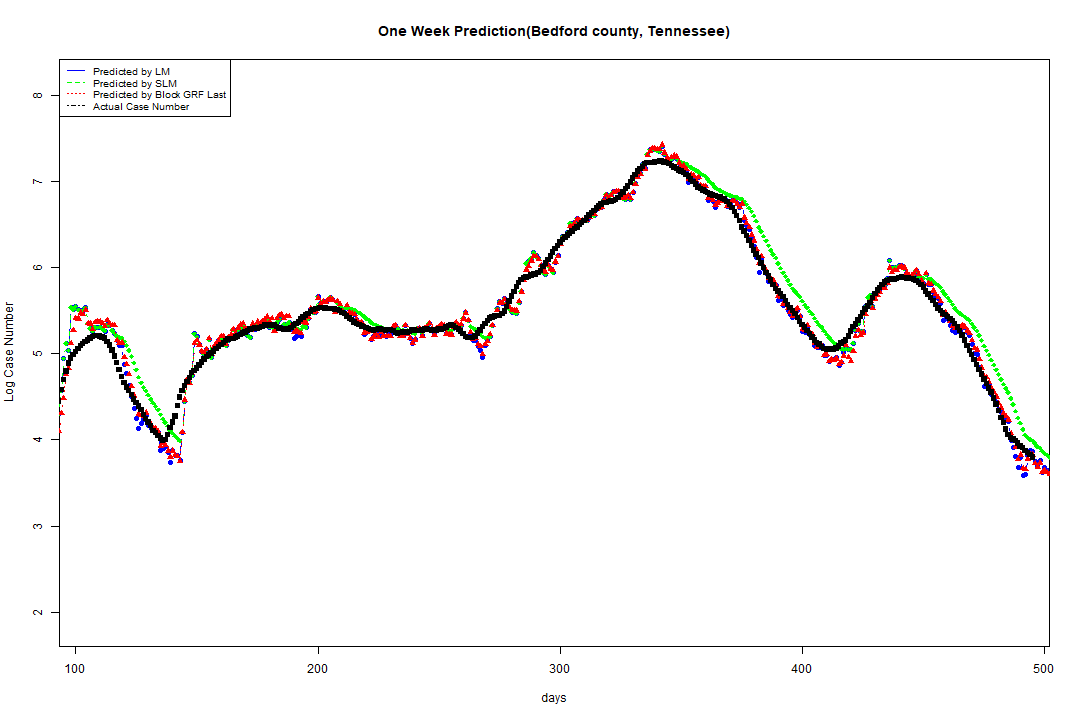 One Week Prediction(Bedford county, Tennessee)
Predicted by LM
Predicted by SLM
Predicted by Block GRF Last
Actual Case Number
8
7
6
5
4
3
2
Log Case Number
100 200 300 400 500
days